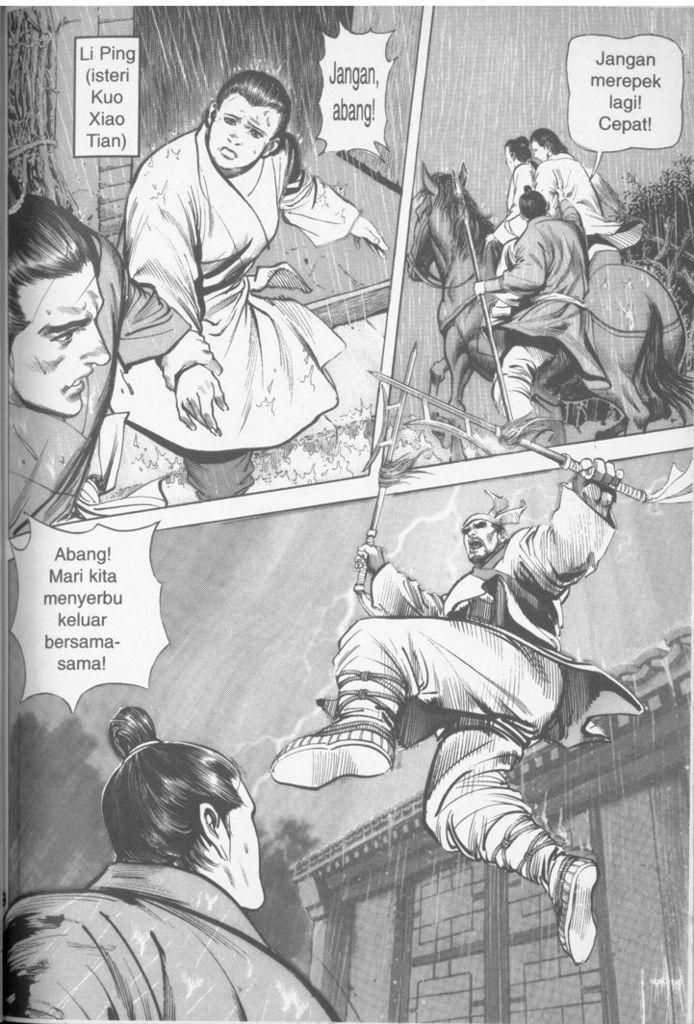 Li Ping
(isteri
Kuo
Xiao
Tian)
Jangan,
abang!
Jangan
merepek
lagi!
Cepat!
Abang!
Mari kita
menyerbu
keluar
bersama-
sama!